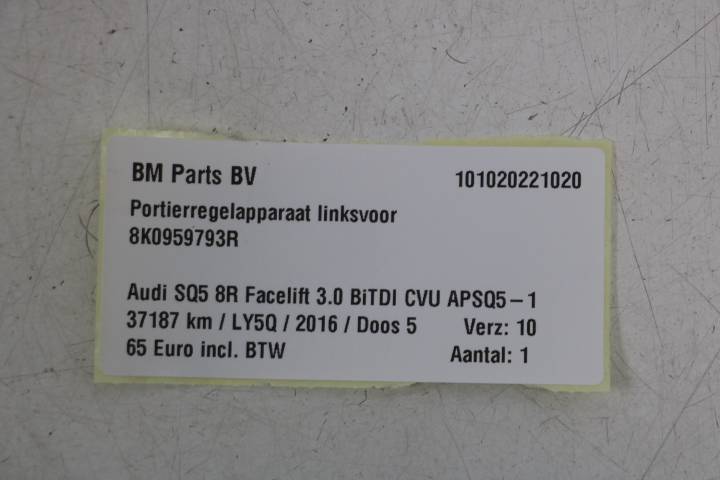 BM Parts BV 101020221020
Portierregelapparaat linksvoor
8K0959793R
Audi SQ5 8R Facelift 3.0 BiTDI CVU APSQ5-1
37187 km / LY5Q / 2016 / Doos 5 Verz: 10
65 Euro incl. BTW Aantal: 1